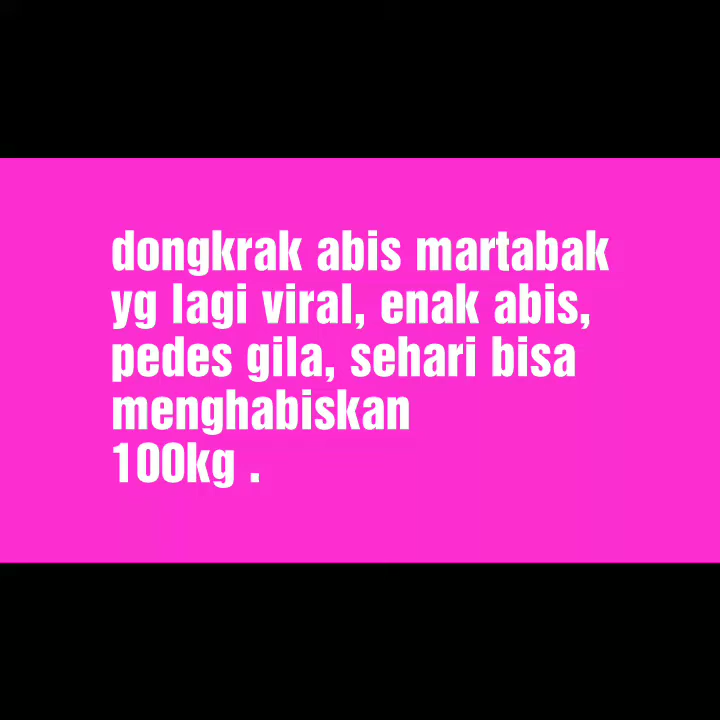 dongkrak abis martabak
yg lagi viral, enak abis,
pedes gila, sehari bisa
menghabiskan
100kg .